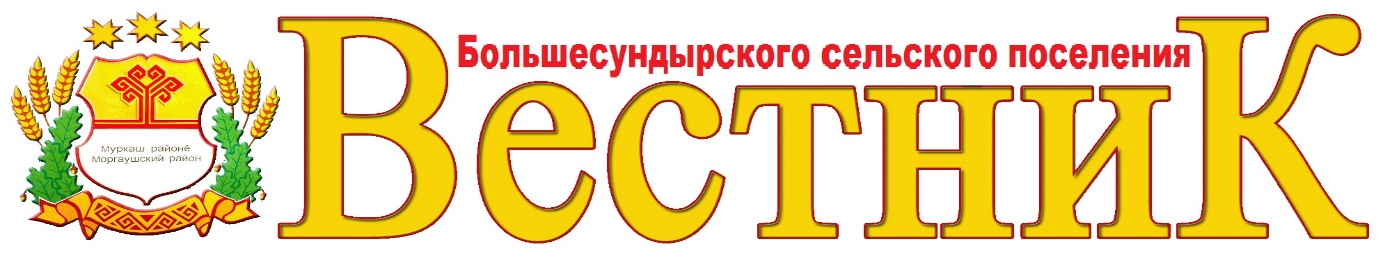 Муркаш районĕ
Моргаушский район
Большесундырского сельского поселения
ВестниК